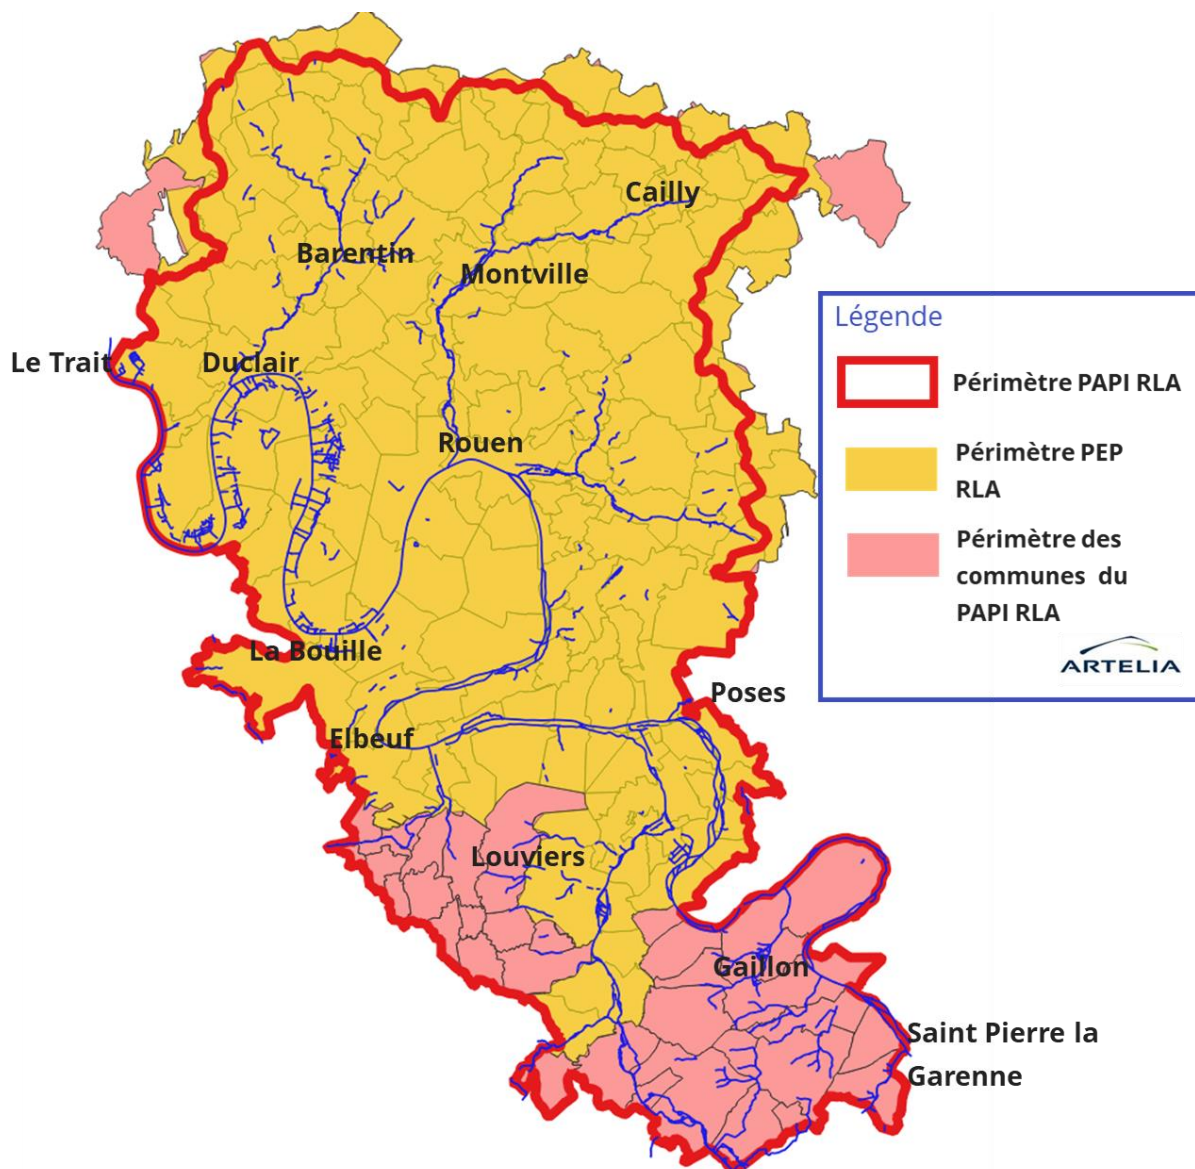 Cailly
Barentin
Montville
Le Trait
Duclair
Rouen
La Bouille
Poses
Elbeuf
Louviers
Gaillon
Saint Pierre la
Garenne
Légende
Périmètre PAPI RLA
Périmètre PEP
RLA
Périmètre des
communes du
PAPI RLA
ARTELIA